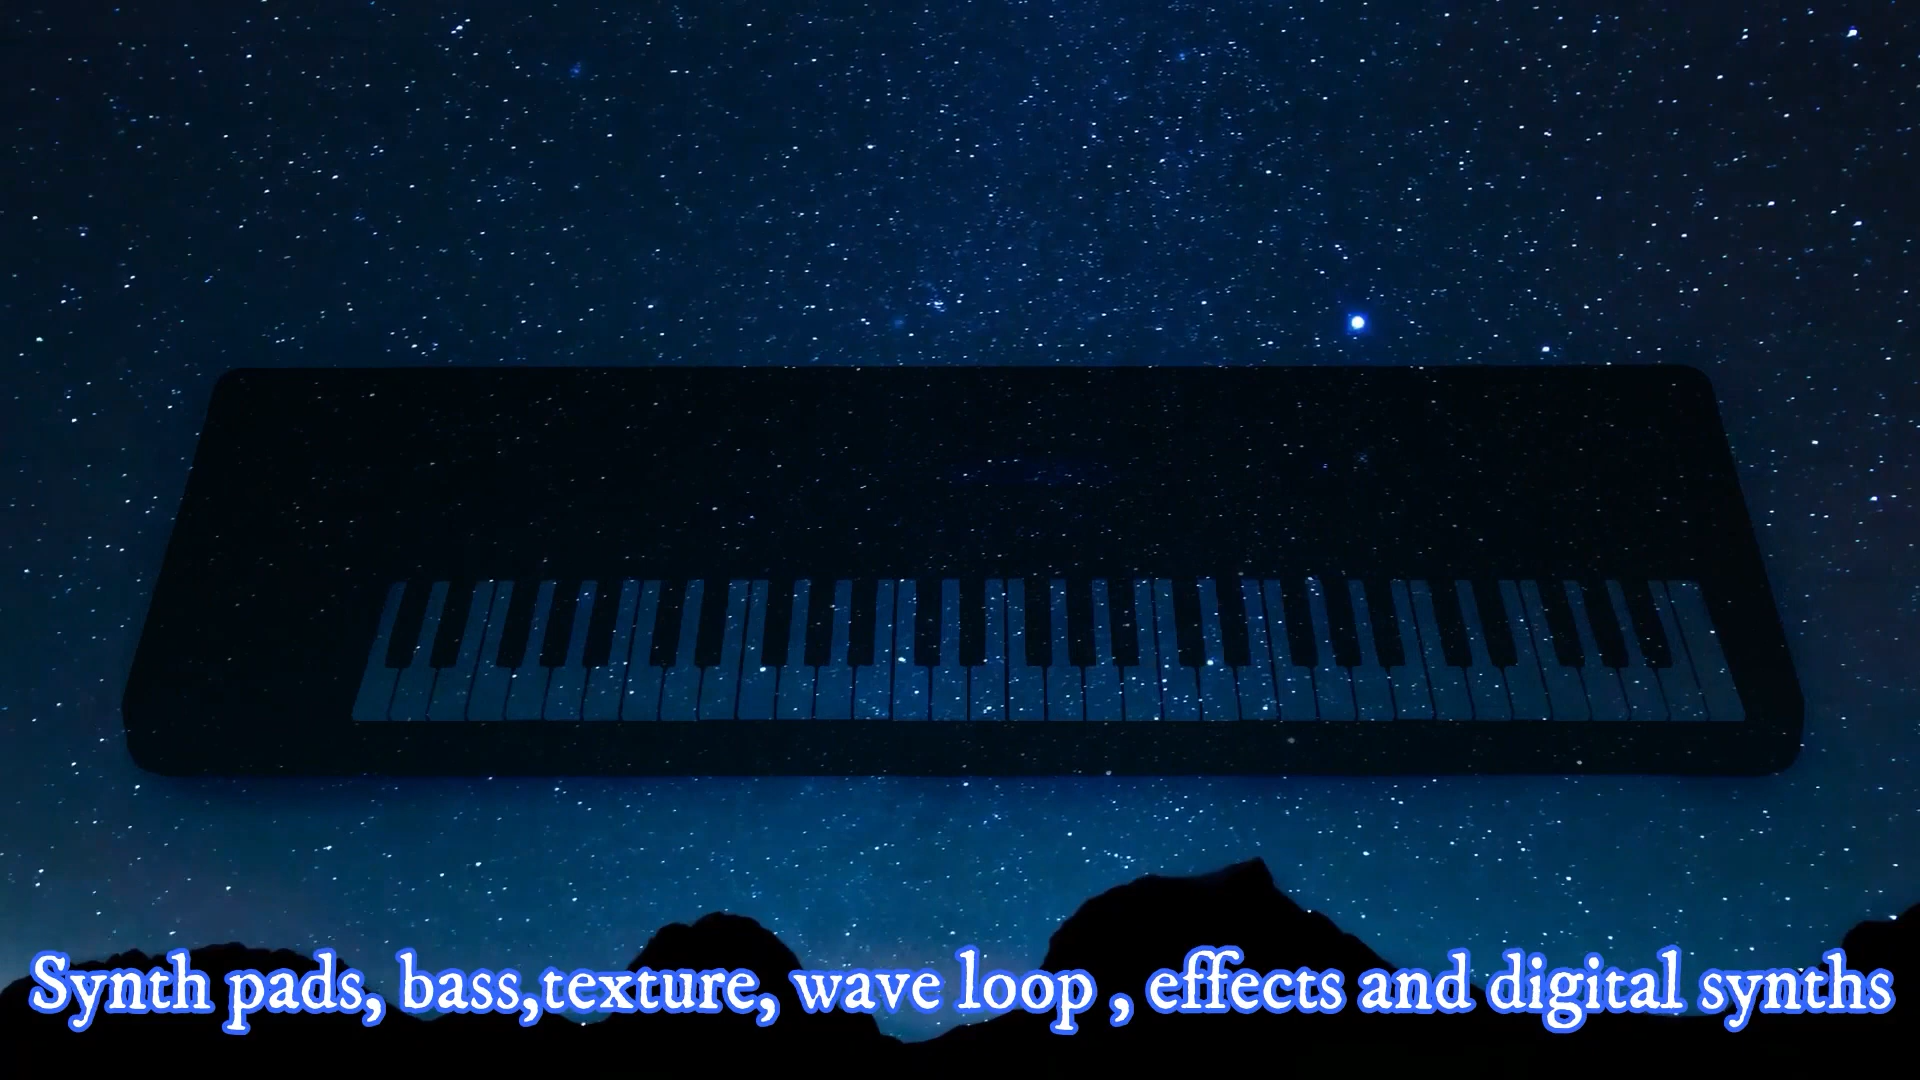 Synth pads, bass,texture, wave loop , effects and digital synths